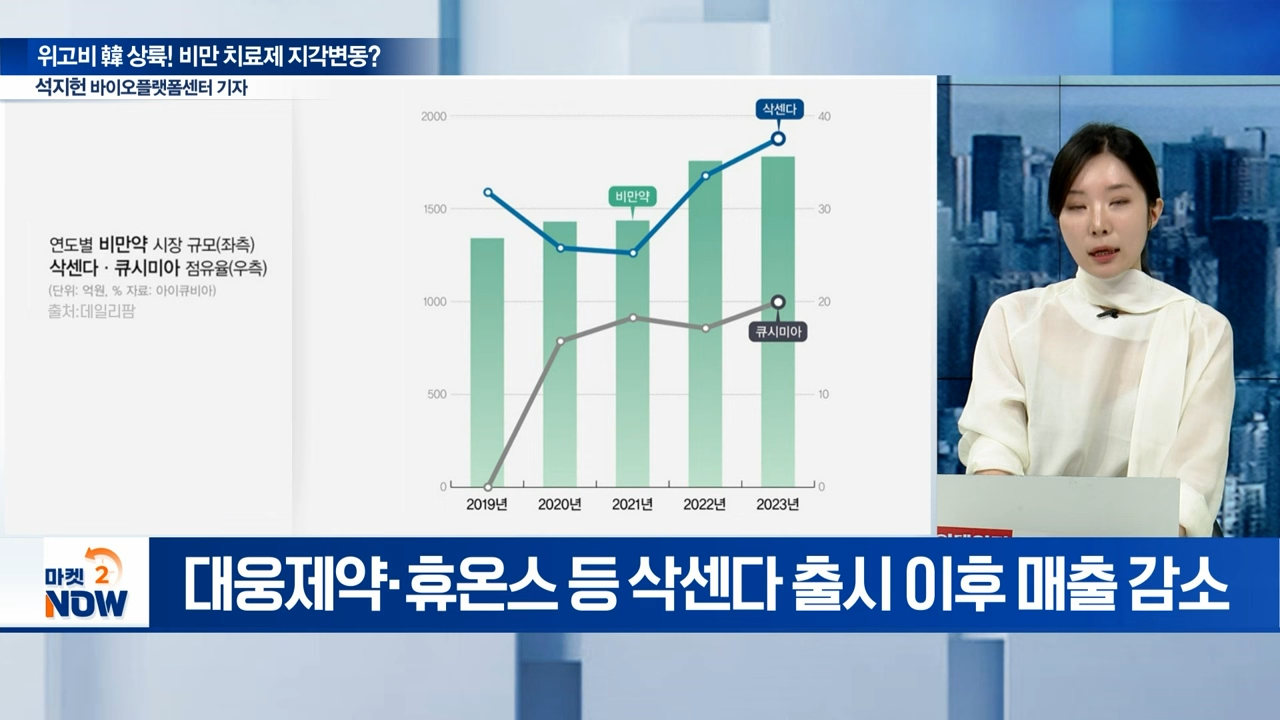 위고비 韓 상륙! 비만 치료제 지각변동?
석지헌 바이오플랫폼센터 기자
연도별 비만약 시장 규모(좌측)
삭센다 · 큐시미아 점유율(우측)
(단위: 억원, % 자료: 아이큐비아)
출처:데일리팜
2000
1500
1000
500
0
40
30
20
10
0
삭센다
비만약
큐시미아
2019년 2020년 2021년 2022년 2023년
마켓 2
NOW
대웅제약·휴온스 등 삭센다 출시 이후 매출 감소